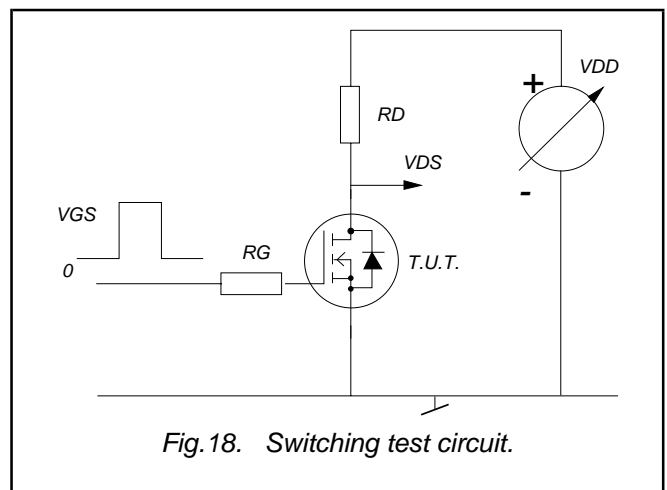 +
VDD
RD
VDS
-
VGS
0
RG
T.U.T.
Fig.18. Switching test circuit.